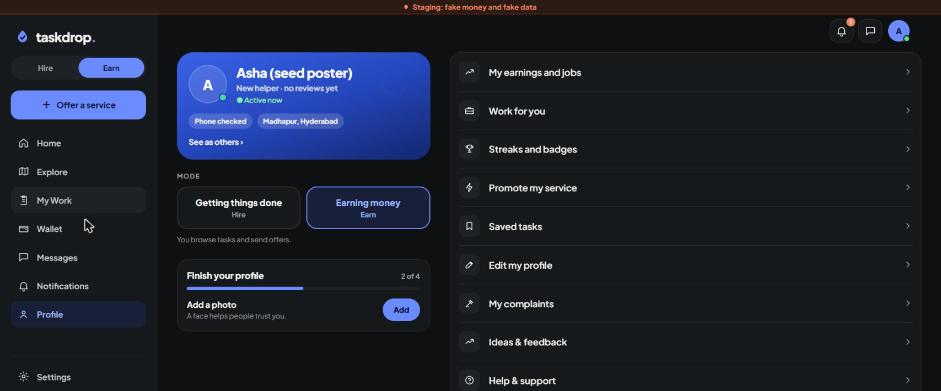 Staging: fake money and fake data
taskdrop.
Hire
Earn
+ Offer a service
Home
Explore
My Work
Wallet
Messages
Notifications
Profile
Settings
1
A
A
Asha (seed poster)
New helper · no reviews yet
Active now
Phone checked
Madhapur, Hyderabad
See as others ›
MODE
Getting things done
Hire
Earning money
Earn
You browse tasks and send offers.
Finish your profile
2 of 4
Add a photo
A face helps people trust you.
Add
My earnings and jobs
Work for you
Streaks and badges
Promote my service
Saved tasks
Edit my profile
My complaints
Ideas & feedback
Help & support